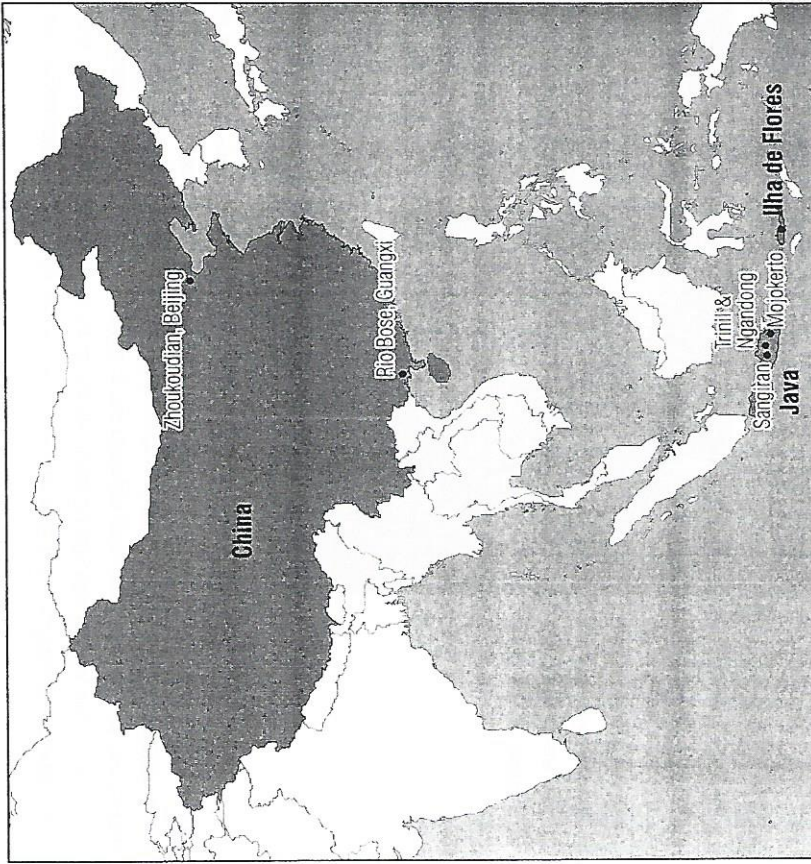 Zhoukoudian, Beijing
China
Rio Bose, Guangxi
Trinil &
Ngandong
Sangiran
Mojokerto
Java
Ilha de Flores